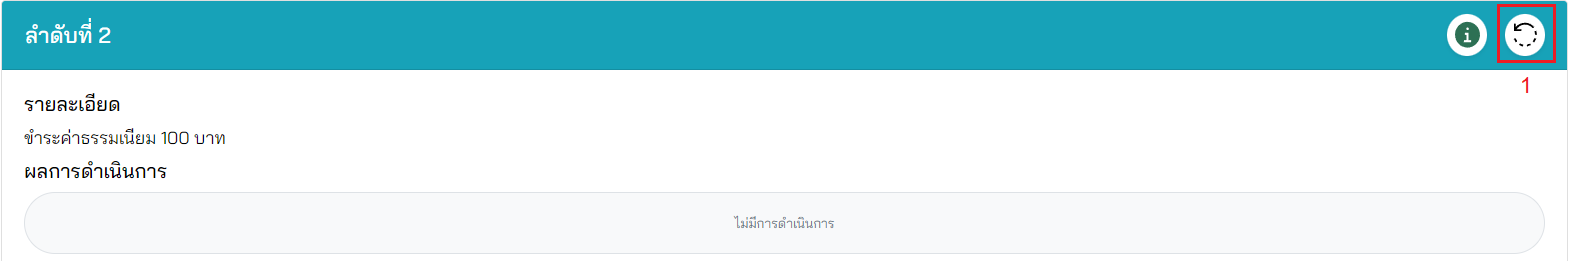 ลำดับที่ 2
i
1
รายละเอียด
ชำระค่าธรรมเนียม 100 บาท
ผลการดำเนินการ
ไม่มีการดำเนินการ